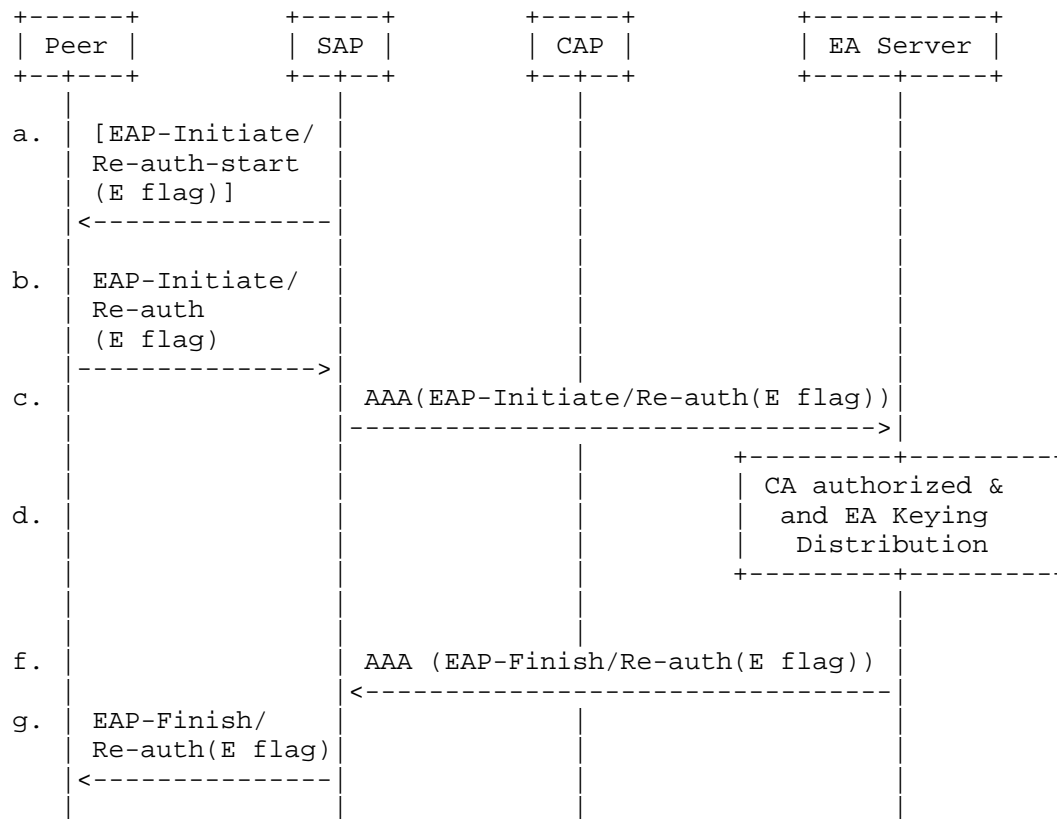 Peer SAP CAP EA Server
a. [EAP-Initiate/
Re-auth-start
(E flag)]
b. EAP-Initiate/
Re-auth
(E flag)
c. AAA(EAP-Initiate/Re-auth(E flag))
CA authorized &
d. and EA Keying
Distribution
f. AAA (EAP-Finish/Re-auth(E flag))
g. EAP-Finish/
Re-auth(E flag)